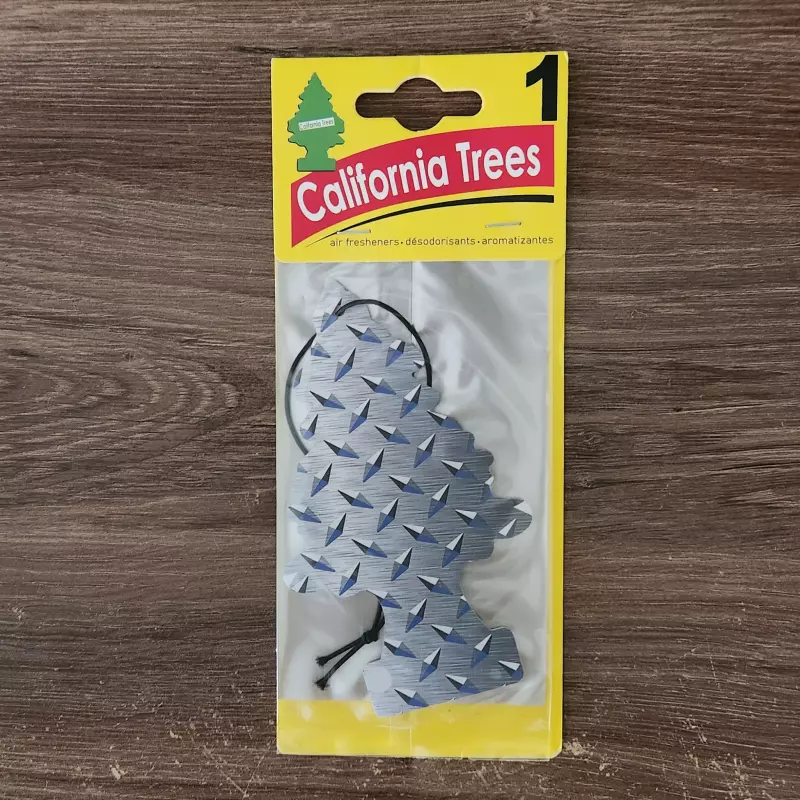 1
California Trees
California Trees
air fresheners • désodorisants • aromatizantes